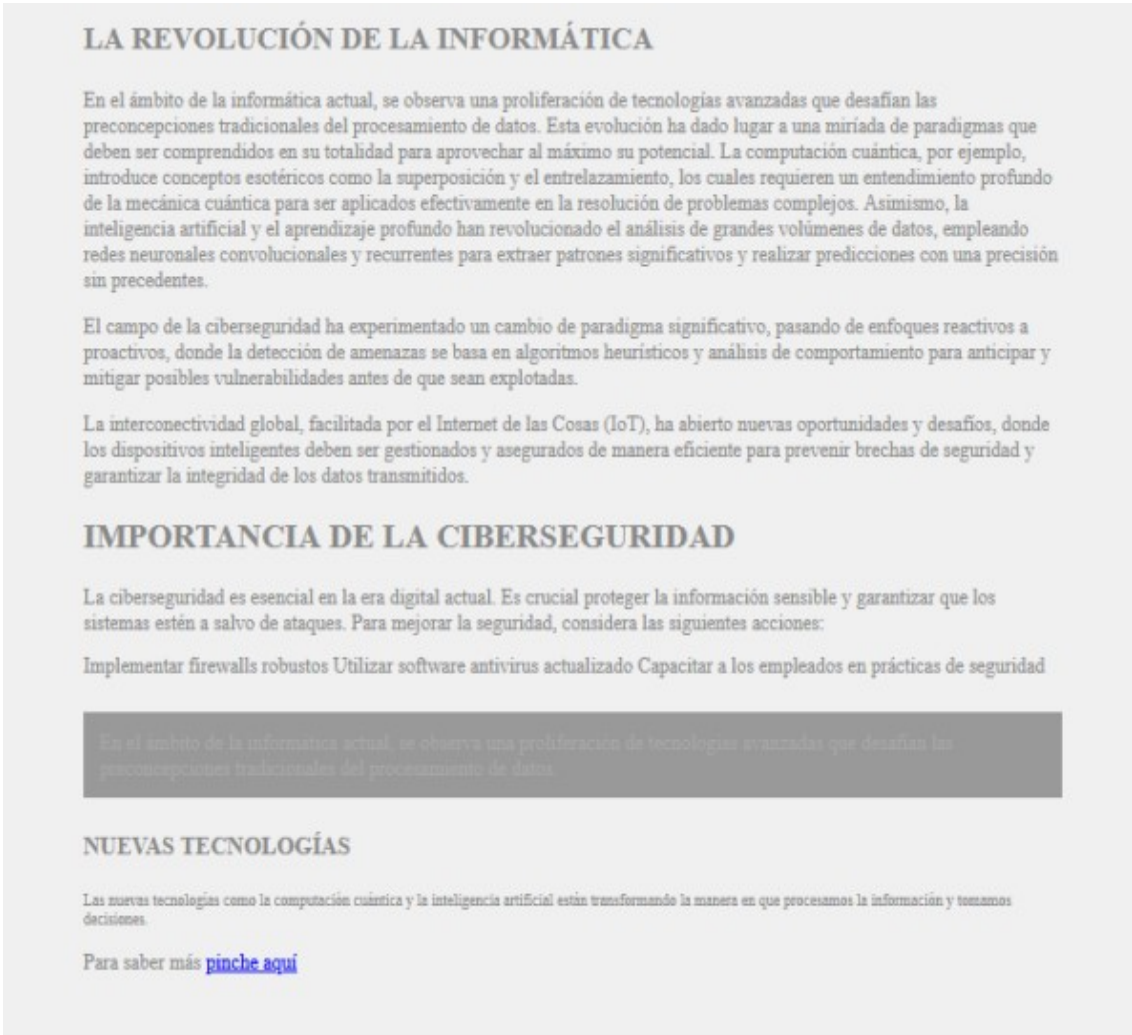 LA REVOLUCIÓN DE LA INFORMÁTICA
En el ámbito de la informática actual, se observa una proliferación de tecnologías avanzadas que desafían las
preconcepciones tradicionales del procesamiento de datos. Esta evolución ha dado lugar a una miríada de paradigmas que
deben ser comprendidos en su totalidad para aprovechar al máximo su potencial. La computación cuántica, por ejemplo,
introduce conceptos esotéricos como la superposición y el entrelazamiento, los cuales requieren un entendimiento profundo
de la mecánica cuántica para ser aplicados efectivamente en la resolución de problemas complejos. Asimismo, la
inteligencia artificial y el aprendizaje profundo han revolucionado el análisis de grandes volúmenes de datos, empleando
redes neuronales convolucionales y recurrentes para extraer patrones significativos y realizar predicciones con una precisión
sin precedentes.
El campo de la ciberseguridad ha experimentado un cambio de paradigma significativo, pasando de enfoques reactivos a
proactivos, donde la detección de amenazas se basa en algoritmos heurísticos y análisis de comportamiento para anticipar y
mitigar posibles vulnerabilidades antes de que sean explotadas.
La interconectividad global, facilitada por el Internet de las Cosas (IoT), ha abierto nuevas oportunidades y desafíos, donde
los dispositivos inteligentes deben ser gestionados y asegurados de manera eficiente para prevenir brechas de seguridad y
garantizar la integridad de los datos transmitidos.
IMPORTANCIA DE LA CIBERSEGURIDAD
La ciberseguridad es esencial en la era digital actual. Es crucial proteger la información sensible y garantizar que los
sistemas estén a salvo de ataques. Para mejorar la seguridad, considera las siguientes acciones:
Implementar firewalls robustos Utilizar software antivirus actualizado Capacitar a los empleados en prácticas de seguridad
En el ámbito de la informática actual, se observa una proliferación de tecnologías avanzadas que desafían las
preconcepciones tradicionales del procesamiento de datos.
NUEVAS TECNOLOGÍAS
Las nuevas tecnologías como la computación cuántica y la inteligencia artificial están transformando la manera en que procesamos la información y tomamos
decisiones.
Para saber más pinche aquí